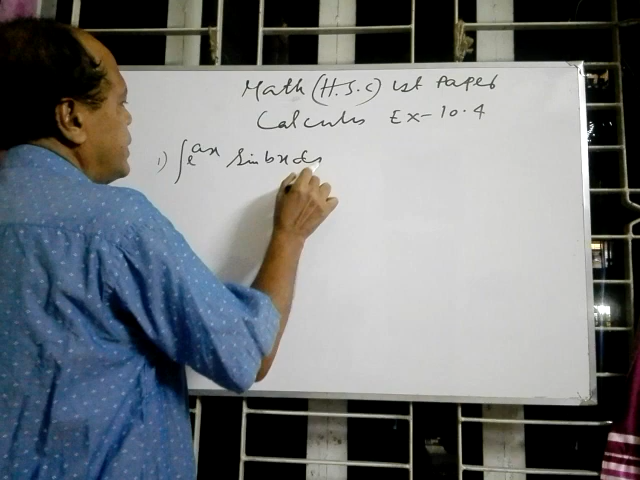 Math (H.S.C) 1st Paper
Calculus Ex-10.4
1) ∫e^ax Sin bx dx